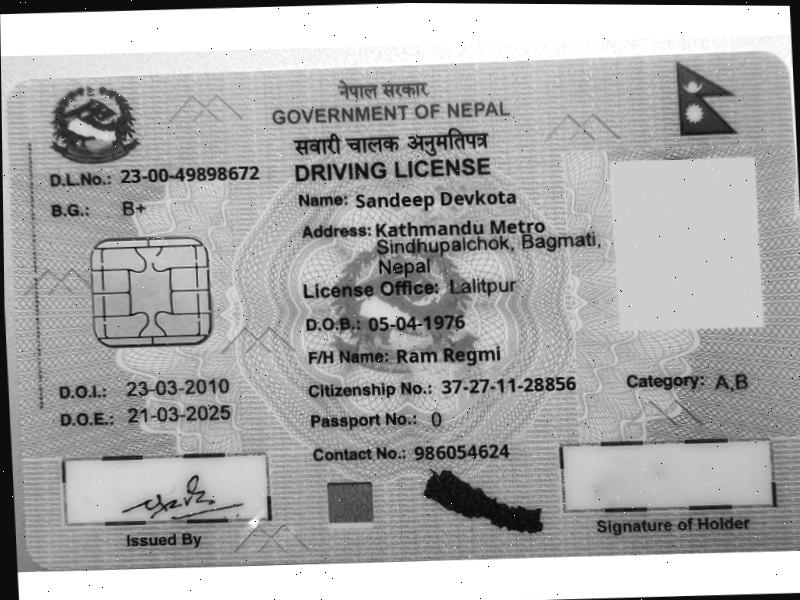 नेपाल सरकार
GOVERNMENT OF NEPAL
सवारी चालक अनुमतिपत्र
DRIVING LICENSE
D.L.No.: 23-00-49898672
B.G.: B+
Name: Sandeep Devkota
Address: Kathmandu Metro
Sindhupalchok, Bagmati,
Nepal
License Office: Lalitpur
D.O.B.: 05-04-1976
F/H Name: Ram Regmi
D.O.I.: 23-03-2010
Citizenship No.: 37-27-11-28856
Category: A,B
D.O.E.: 21-03-2025
Passport No.: 0
Contact No.: 986054624
Issued By
Signature of Holder